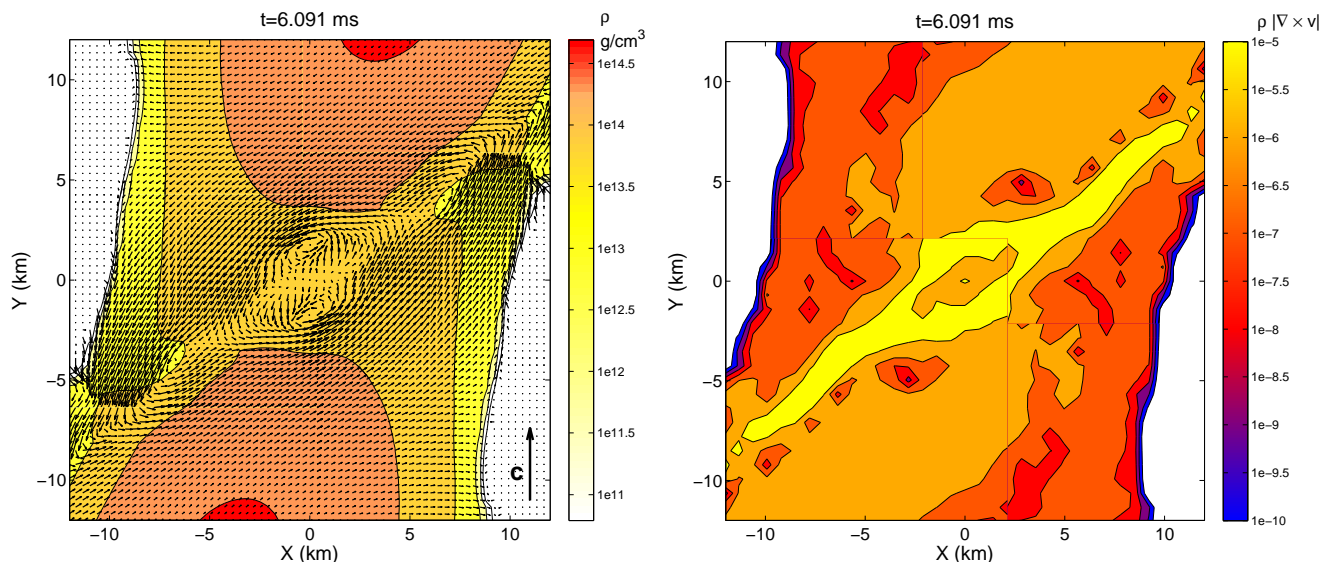 t=6.091 ms
ρ
g/cm³
10
5
0
−5
−10
Y (km)
−10
−5
0
5
10
X (km)
c
1e14.5
1e14
1e13.5
1e13
1e12.5
1e12
1e11.5
1e11
t=6.091 ms
ρ |∇ × v|
10
5
0
−5
−10
Y (km)
−10
−5
0
5
10
X (km)
1e−5
1e−5.5
1e−6
1e−6.5
1e−7
1e−7.5
1e−8
1e−8.5
1e−9
1e−9.5
1e−10